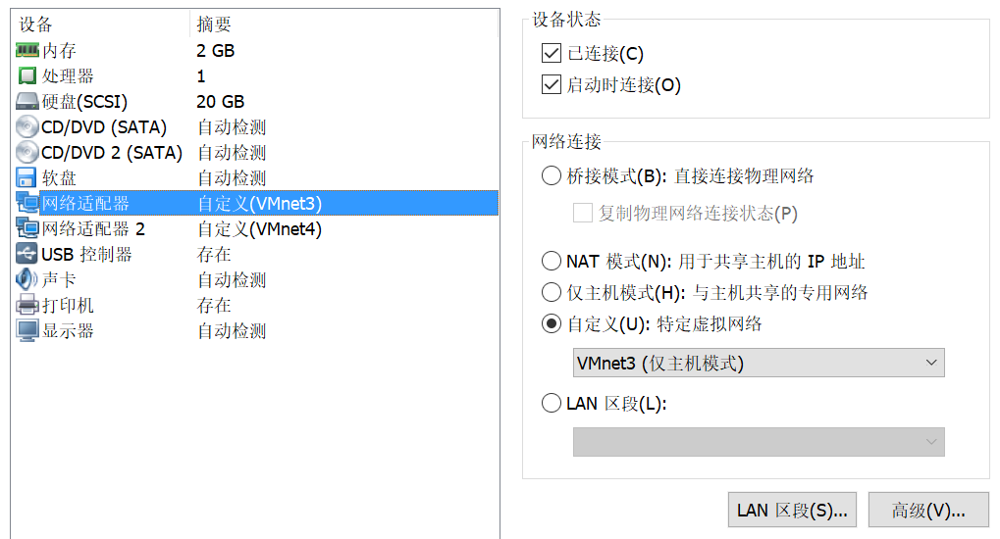 设备 摘要
内存 2 GB
处理器 1
硬盘(SCSI) 20 GB
CD/DVD (SATA) 自动检测
CD/DVD 2 (SATA) 自动检测
软盘 自动检测
网络适配器 自定义(VMnet3)
网络适配器 2 自定义(VMnet4)
USB 控制器 存在
声卡 自动检测
打印机 存在
显示器 自动检测
设备状态
已连接(C)
启动时连接(O)
网络连接
桥接模式(B): 直接连接物理网络
复制物理网络连接状态(P)
NAT 模式(N): 用于共享主机的 IP 地址
仅主机模式(H): 与主机共享的专用网络
自定义(U): 特定虚拟网络
VMnet3 (仅主机模式)
LAN 区段(L):
LAN 区段(S)... 高级(V)...